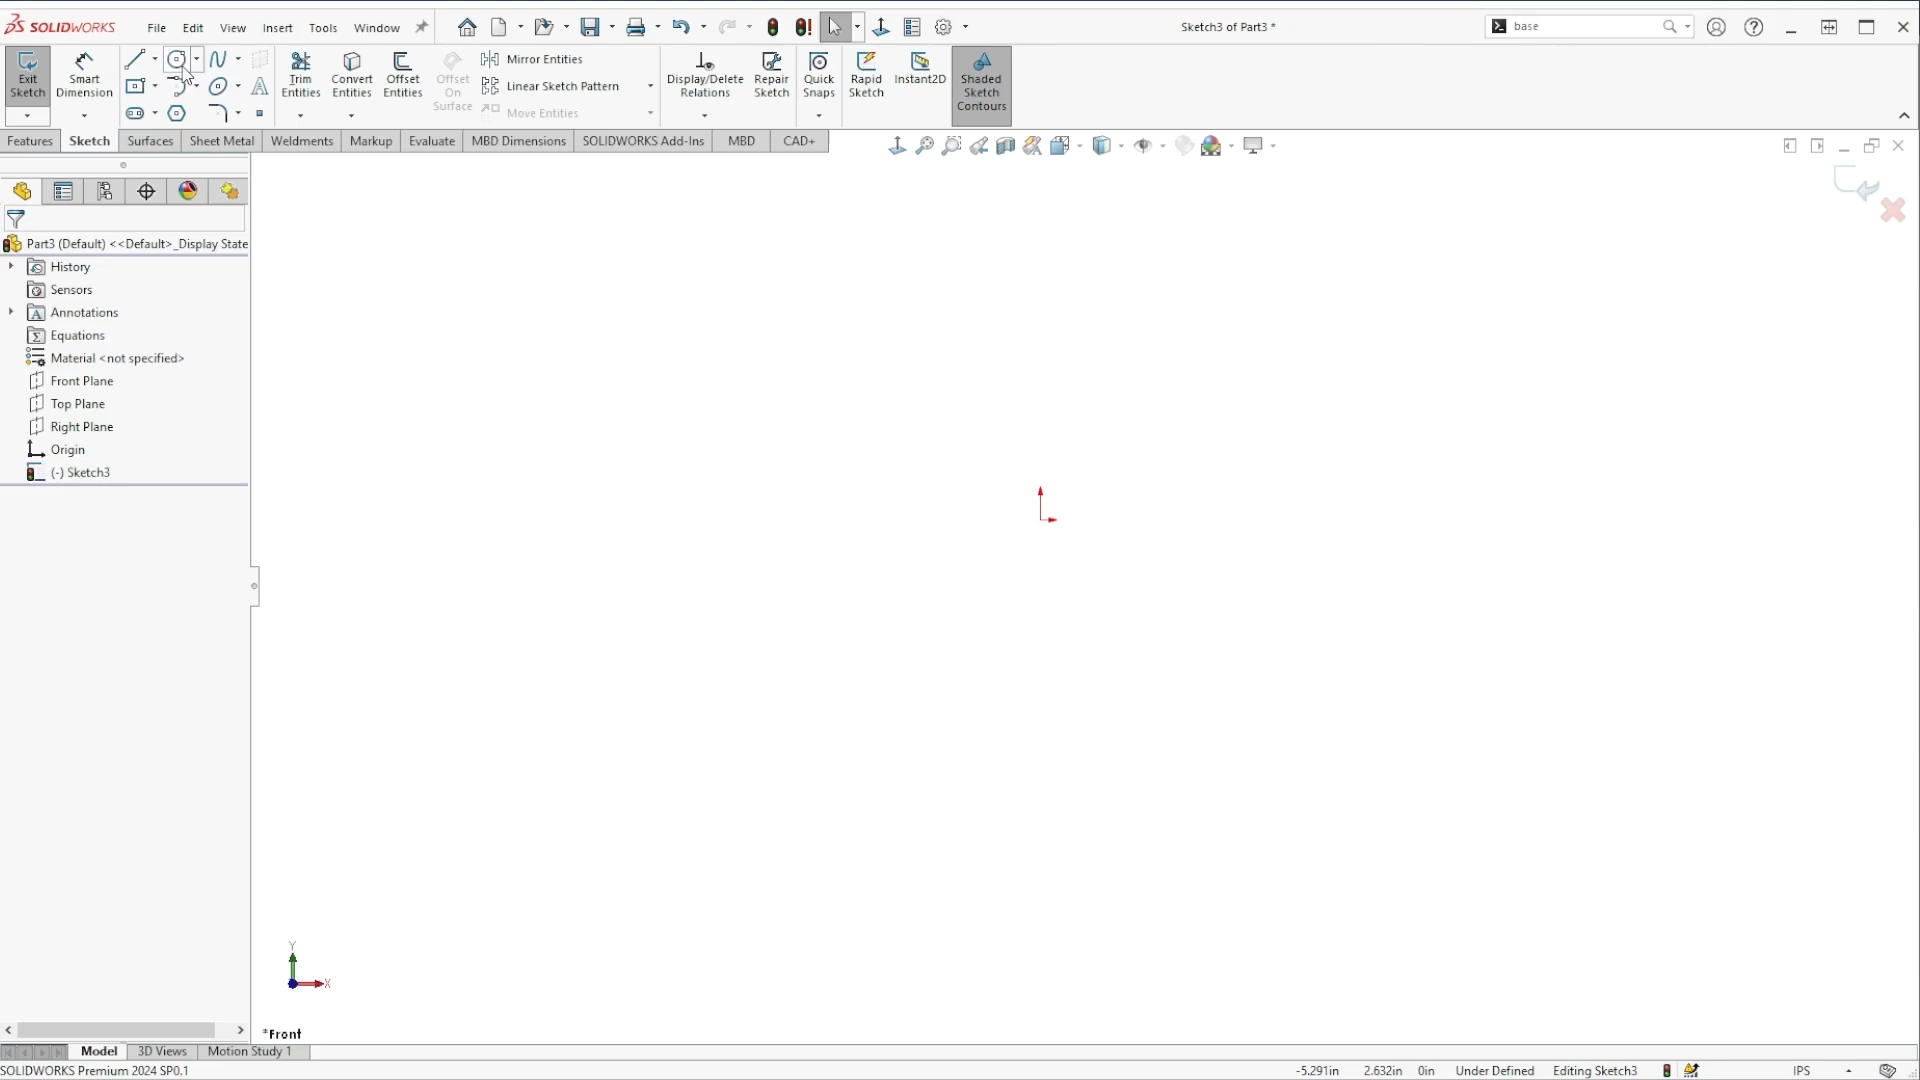 SOLIDWORKS File Edit View Insert Tools Window Sketch3 of Part3 * base
Exit Sketch
Smart Dimension
Trim Entities
Convert Entities
Offset Entities
Offset On Surface
Mirror Entities
Linear Sketch Pattern
Move Entities
Display/Delete Relations
Repair Sketch
Quick Snaps
Rapid Sketch
Instant2D
Shaded Sketch Contours
Features Sketch Surfaces Sheet Metal Weldments Markup Evaluate MBD Dimensions SOLIDWORKS Add-Ins MBD CAD+
Part3 (Default) <<Default>_Display State
History
Sensors
Annotations
Equations
Material <not specified>
Front Plane
Top Plane
Right Plane
Origin
(-) Sketch3
Y
X
*Front
Model 3D Views Motion Study 1
SOLIDWORKS Premium 2024 SP0.1 -5.291in 2.632in 0in Under Defined Editing Sketch3 IPS